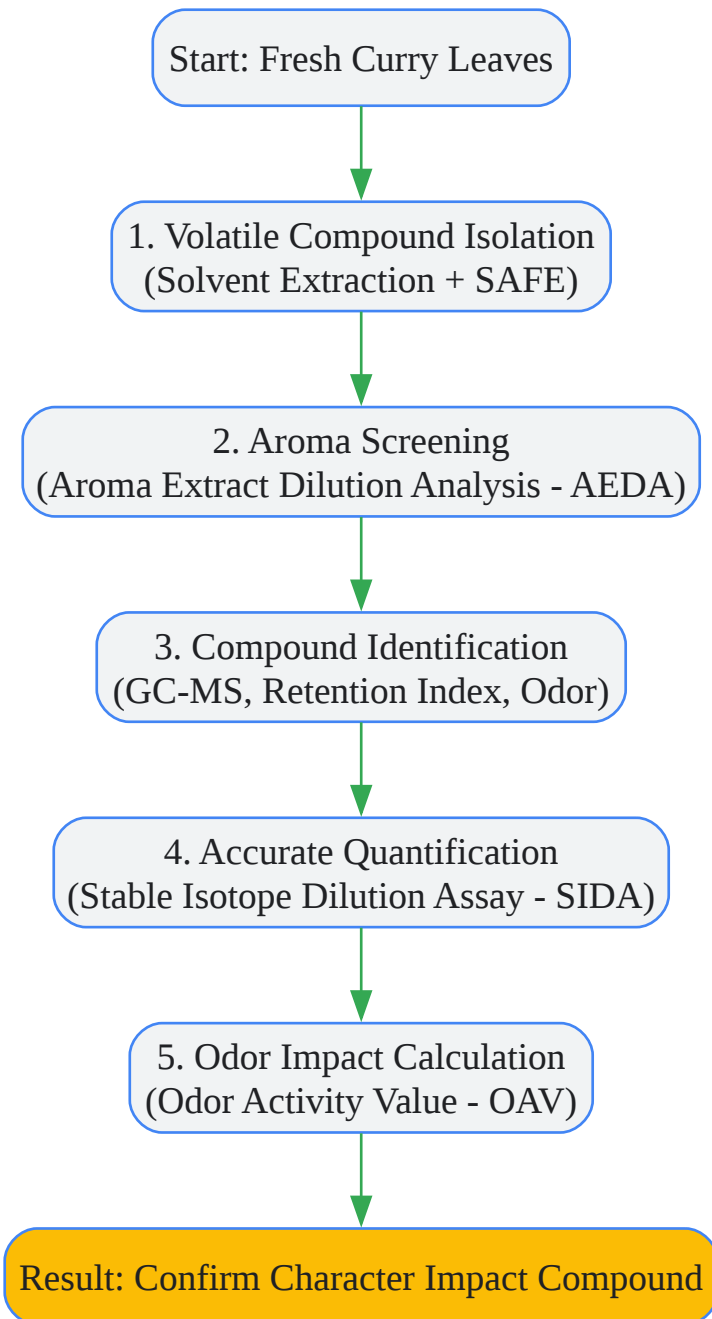 Start: Fresh Curry Leaves
1. Volatile Compound Isolation
(Solvent Extraction + SAFE)
2. Aroma Screening
(Aroma Extract Dilution Analysis - AEDA)
3. Compound Identification
(GC-MS, Retention Index, Odor)
4. Accurate Quantification
(Stable Isotope Dilution Assay - SIDA)
5. Odor Impact Calculation
(Odor Activity Value - OAV)
Result: Confirm Character Impact Compound